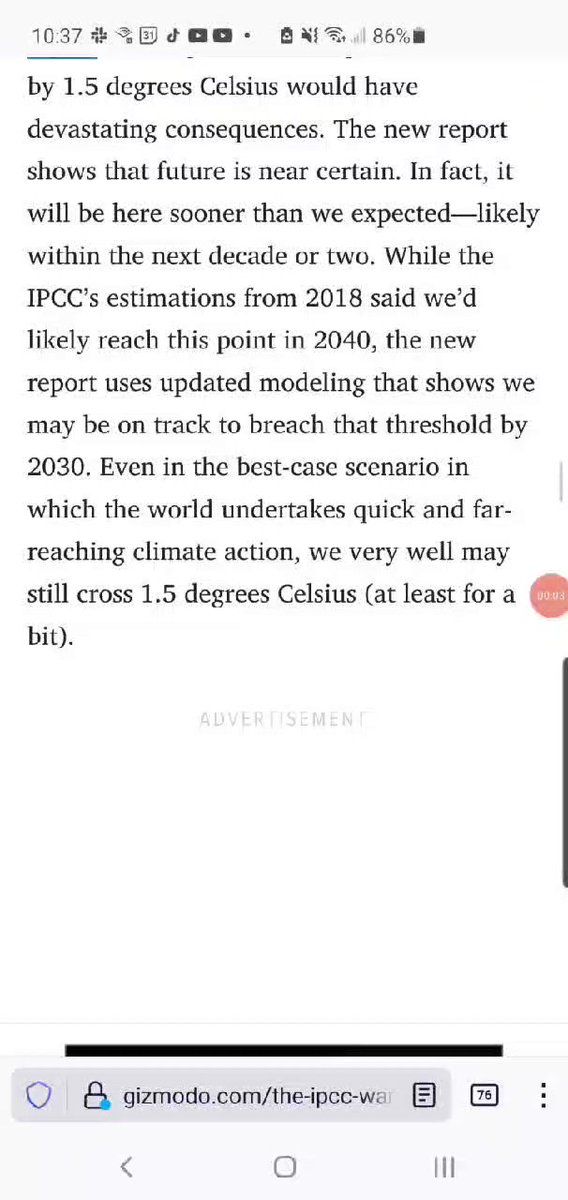 10:37 31 86%
by 1.5 degrees Celsius would have
devastating consequences. The new report
shows that future is near certain. In fact, it
will be here sooner than we expected—likely
within the next decade or two. While the
IPCC’s estimations from 2018 said we’d
likely reach this point in 2040, the new
report uses updated modeling that shows we
may be on track to breach that threshold by
2030. Even in the best-case scenario in
which the world undertakes quick and far-
reaching climate action, we very well may
still cross 1.5 degrees Celsius (at least for a
00:03
bit).
ADVERTISEMENT
gizmodo.com/the-ipcc-war
76